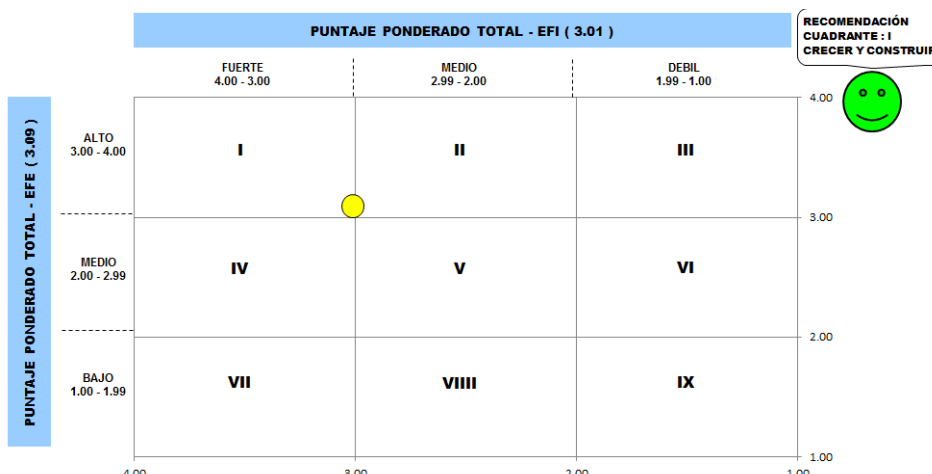 PUNTAJE PONDERADO TOTAL - EFI ( 3.01 )
RECOMENDACIÓN
CUADRANTE : I
CRECER Y CONSTRUIR
FUERTE
4.00 - 3.00
MEDIO
2.99 - 2.00
DEBIL
1.99 - 1.00
PUNTAJE PONDERADO TOTAL - EFE ( 3.09 )
4.00
ALTO
3.00 - 4.00
I
II
III
3.00
MEDIO
2.00 - 2.99
IV
V
VI
2.00
BAJO
1.00 - 1.99
VII
VIIII
IX
1.00
4.00
3.00
2.00
1.00